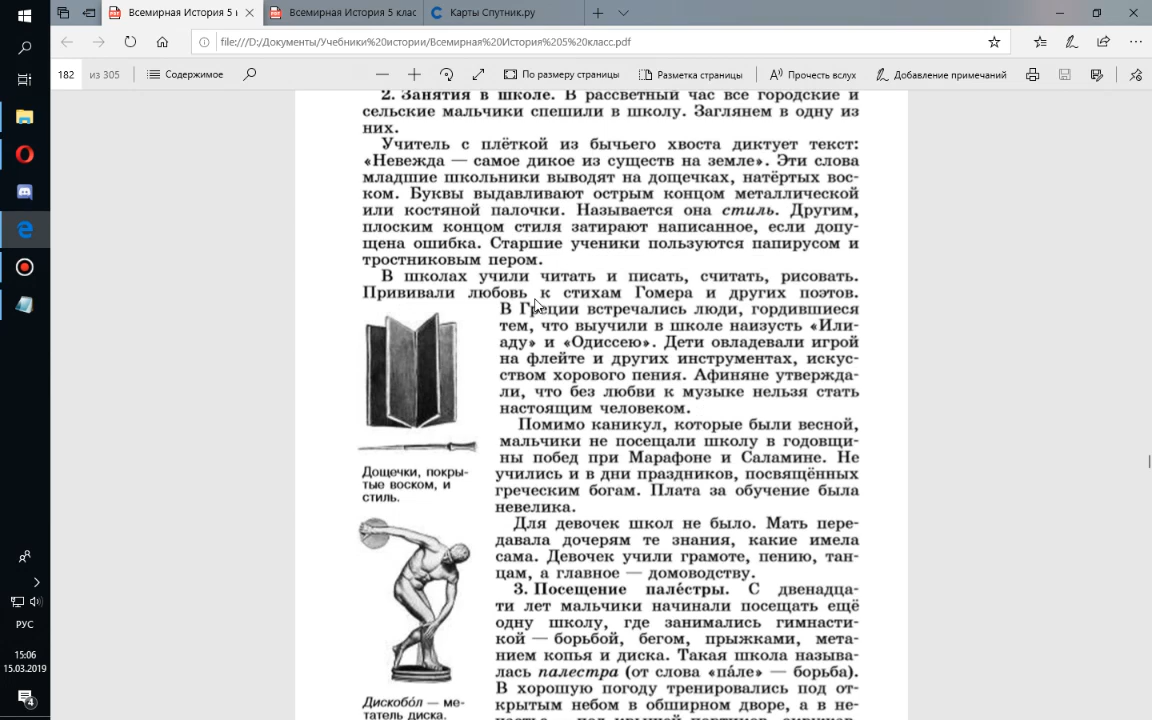 Всемирная История 5 к
Всемирная История 5 клас
Карты Спутник.ру
file:///D:/Документы/Учебники%20истории/Всемирная%20История%205%20класс.pdf
182 из 305 Содержимое По размеру страницы Разметка страницы Прочесть вслух Добавление примечаний
2. Занятия в школе. В рассветный час все городские и
сельские мальчики спешили в школу. Заглянем в одну из
них.
Учитель с плёткой из бычьего хвоста диктует текст:
«Невежда — самое дикое из существ на земле». Эти слова
младшие школьники выводят на дощечках, натёртых вос-
ком. Буквы выдавливают острым концом металлической
или костяной палочки. Называется она стиль. Другим,
плоским концом стиля затирают написанное, если допу-
щена ошибка. Старшие ученики пользуются папирусом и
тростниковым пером.
В школах учили читать и писать, считать, рисовать.
Прививали любовь к стихам Гомера и других поэтов.
В Греции встречались люди, гордившиеся
тем, что выучили в школе наизусть «Или-
аду» и «Одиссею». Дети овладевали игрой
на флейте и других инструментах, искус-
ством хорового пения. Афиняне утвержда-
ли, что без любви к музыке нельзя стать
настоящим человеком.
Помимо каникул, которые были весной,
мальчики не посещали школу в годовщи-
ны побед при Марафоне и Саламине. Не
учились и в дни праздников, посвящённых
греческим богам. Плата за обучение была
невелика.
Для девочек школ не было. Мать пере-
давала дочерям те знания, какие имела
сама. Девочек учили грамоте, пению, тан-
цам, а главное — домоводству.
3. Посещение пале́стры. С двенадца-
ти лет мальчики начинали посещать ещё
одну школу, где занимались гимнасти-
кой — борьбой, бегом, прыжками, мета-
нием копья и диска. Такая школа называ-
лась палестра (от слова «па́ле» — борьба).
В хорошую погоду тренировались под от-
крытым небом в обширном дворе, а в не-
Дощечки, покры-
тые воском, и
стиль.
Дискобо́л — ме-
татель диска.
РУС
15:06
15.03.2019
4